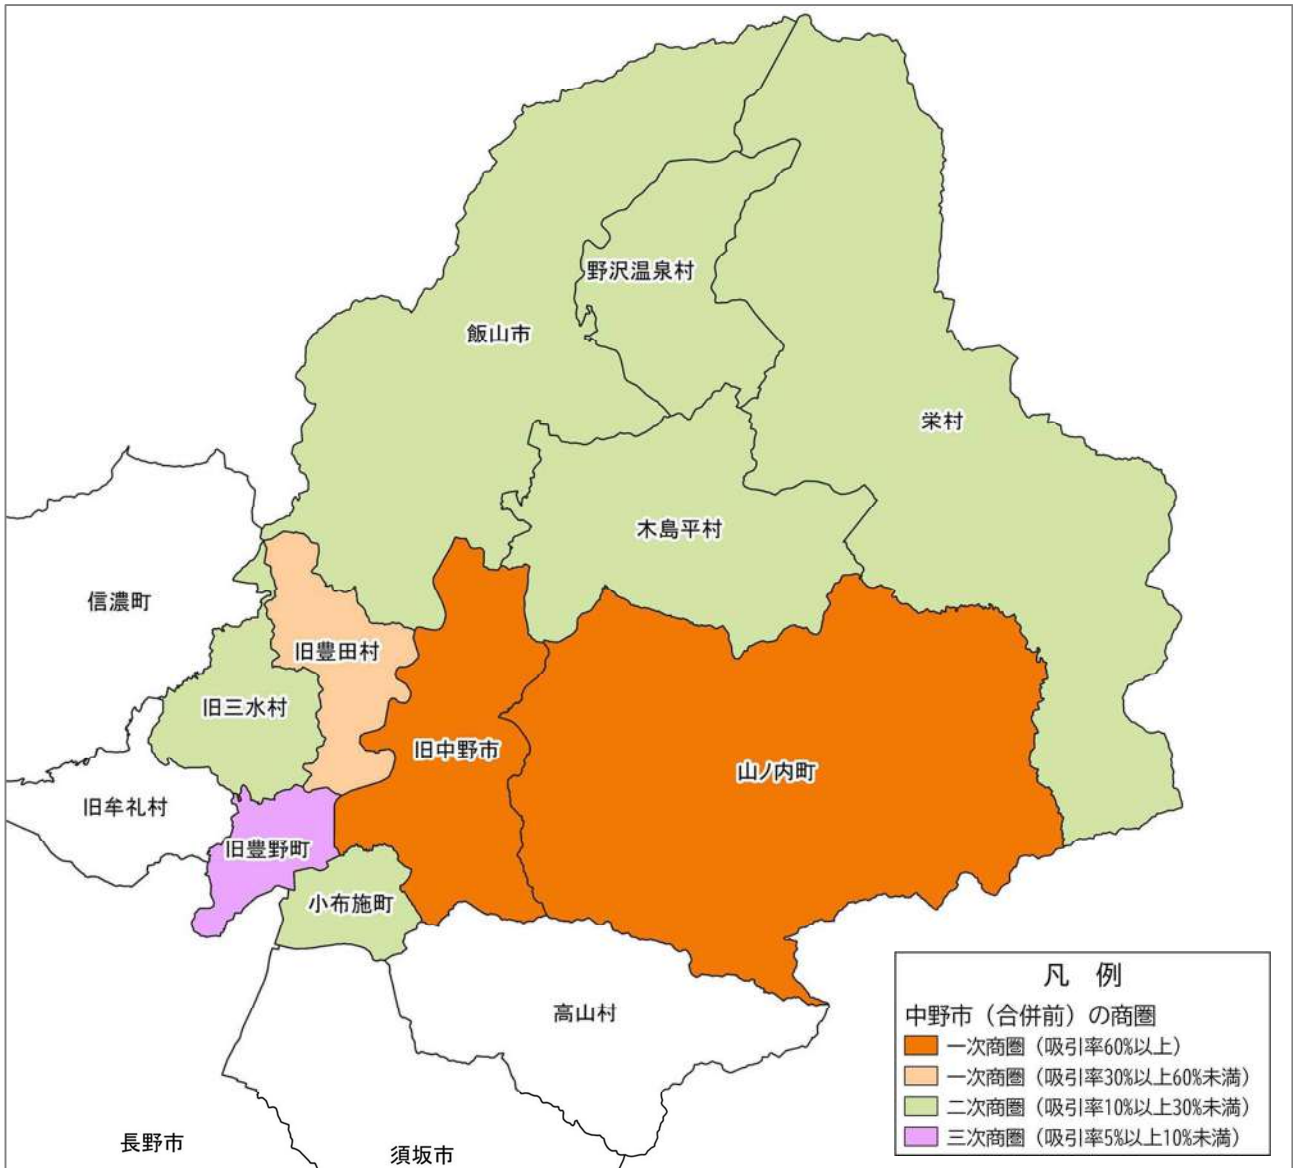 野沢温泉村
飯山市
栄村
木島平村
信濃町
旧豊田村
旧三水村
旧中野市
山ノ内町
旧牟礼村
旧豊野町
小布施町
高山村
長野市
須坂市
凡 例
中野市（合併前）の商圏
一次商圏（吸引率60%以上）
一次商圏（吸引率30%以上60%未満）
二次商圏（吸引率10%以上30%未満）
三次商圏（吸引率5%以上10%未満）